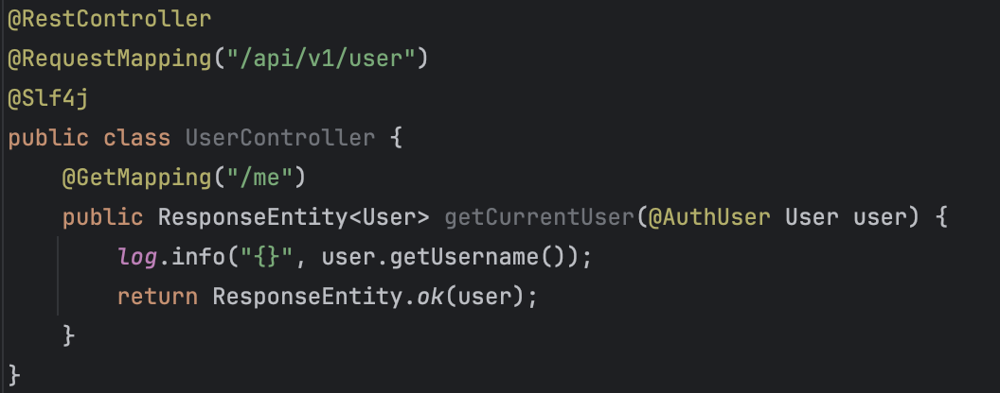 @RestController
@RequestMapping("/api/v1/user")
@Slf4j
public class UserController {
    @GetMapping("/me")
    public ResponseEntity<User> getCurrentUser(@AuthUser User user) {
        log.info("{}", user.getUsername());
        return ResponseEntity.ok(user);
    }
}